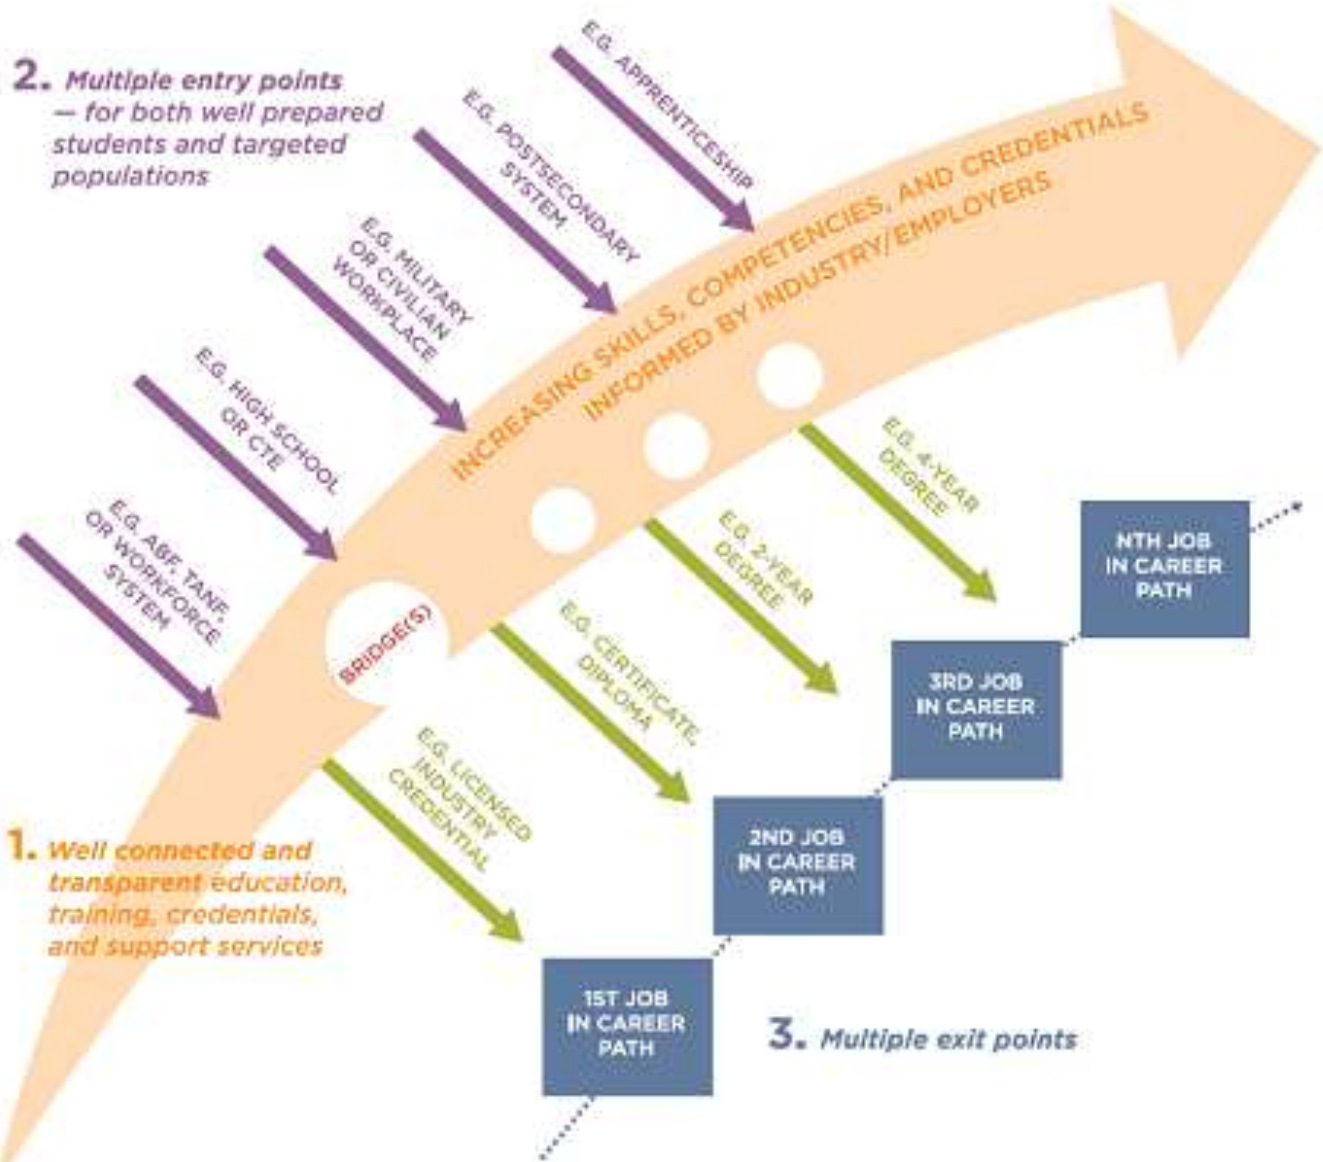 2. Multiple entry points
— for both well prepared
students and targeted
populations
E.G. APPRENTICESHIP
E.G. POSTSECONDARY
SYSTEM
E.G. MILITARY
OR CIVILIAN
WORKPLACE
E.G. HIGH SCHOOL
OR CTE
E.G. ABE, TANF,
OR WORKFORCE
SYSTEM
INCREASING SKILLS, COMPETENCIES, AND CREDENTIALS
INFORMED BY INDUSTRY/EMPLOYERS
BRIDGE(S)
E.G. 4-YEAR
DEGREE
E.G. 2-YEAR
DEGREE
E.G. CERTIFICATE,
DIPLOMA
E.G. LICENSED
INDUSTRY
CREDENTIAL
NTH JOB
IN CAREER
PATH
3RD JOB
IN CAREER
PATH
2ND JOB
IN CAREER
PATH
1ST JOB
IN CAREER
PATH
1. Well connected and
transparent education,
training, credentials,
and support services
3. Multiple exit points